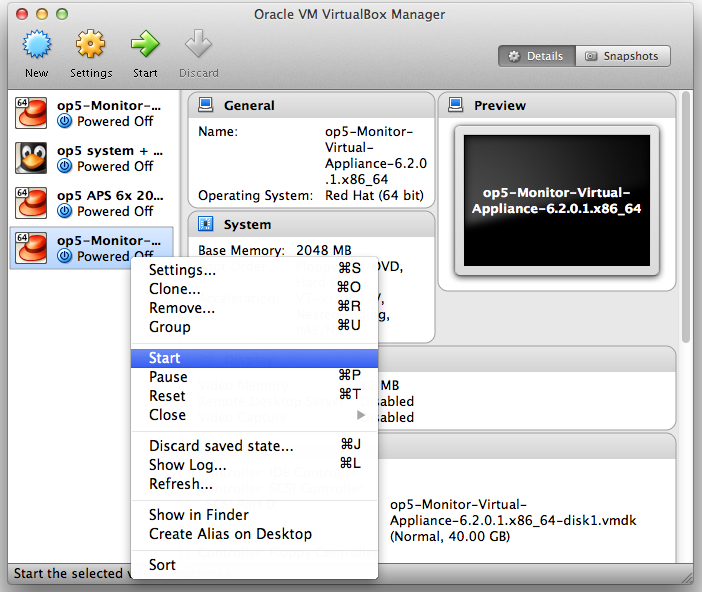 Oracle VM VirtualBox Manager
New
Settings
Start
Discard
Details
Snapshots
64
op5-Monitor-...
Powered Off
op5 system + ...
Powered Off
64
op5 APS 6x 20...
Powered Off
64
op5-Monitor-...
Powered Off
General
Name:
op5-Monitor-
Virtual-
Appliance-6.2.0
.1.x86_64
Operating System:
Red Hat (64 bit)
System
Base Memory:
2048 MB
DVD,
Preview
op5-Monitor-Virtual-
Appliance-6.2.0.1.x86_64
Settings... ⌘S
Clone... ⌘O
Remove... ⌘R
Group ⌘U
Start
Pause ⌘P
Reset ⌘T
Close
Discard saved state... ⌘J
Show Log... ⌘L
Refresh...
Show in Finder
Create Alias on Desktop
Sort
MB
op5-Monitor-Virtual-
Appliance-6.2.0.1.x86_64-disk1.vmdk
(Normal, 40.00 GB)
Start the selected